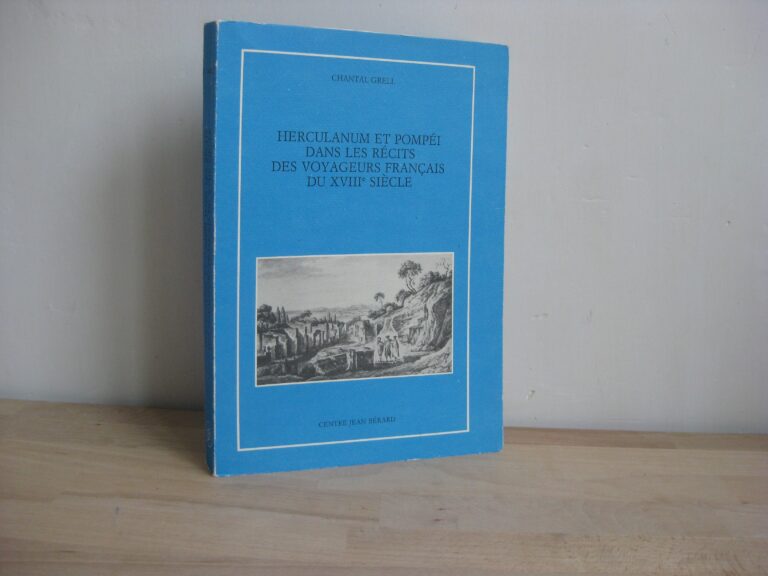 CHANTAL GRELL
HERCULANUM ET POMPÉI
DANS LES RÉCITS
DES VOYAGEURS FRANÇAIS
DU XVIIIe SIÈCLE
CENTRE JEAN BÉRARD